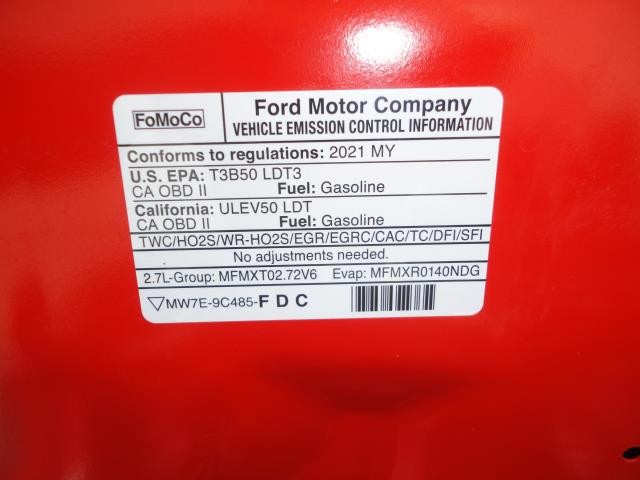 FoMoCo
Ford Motor Company
VEHICLE EMISSION CONTROL INFORMATION
Conforms to regulations: 2021 MY
U.S. EPA: T3B50 LDT3
CA OBD II Fuel: Gasoline
California: ULEV50 LDT
CA OBD II Fuel: Gasoline
TWC/HO2S/WR-HO2S/EGR/EGRC/CAC/TC/DFI/SFI
No adjustments needed.
2.7L-Group: MFMXT02.72V6 Evap: MFMXR0140NDG
MW7E-9C485-FDC